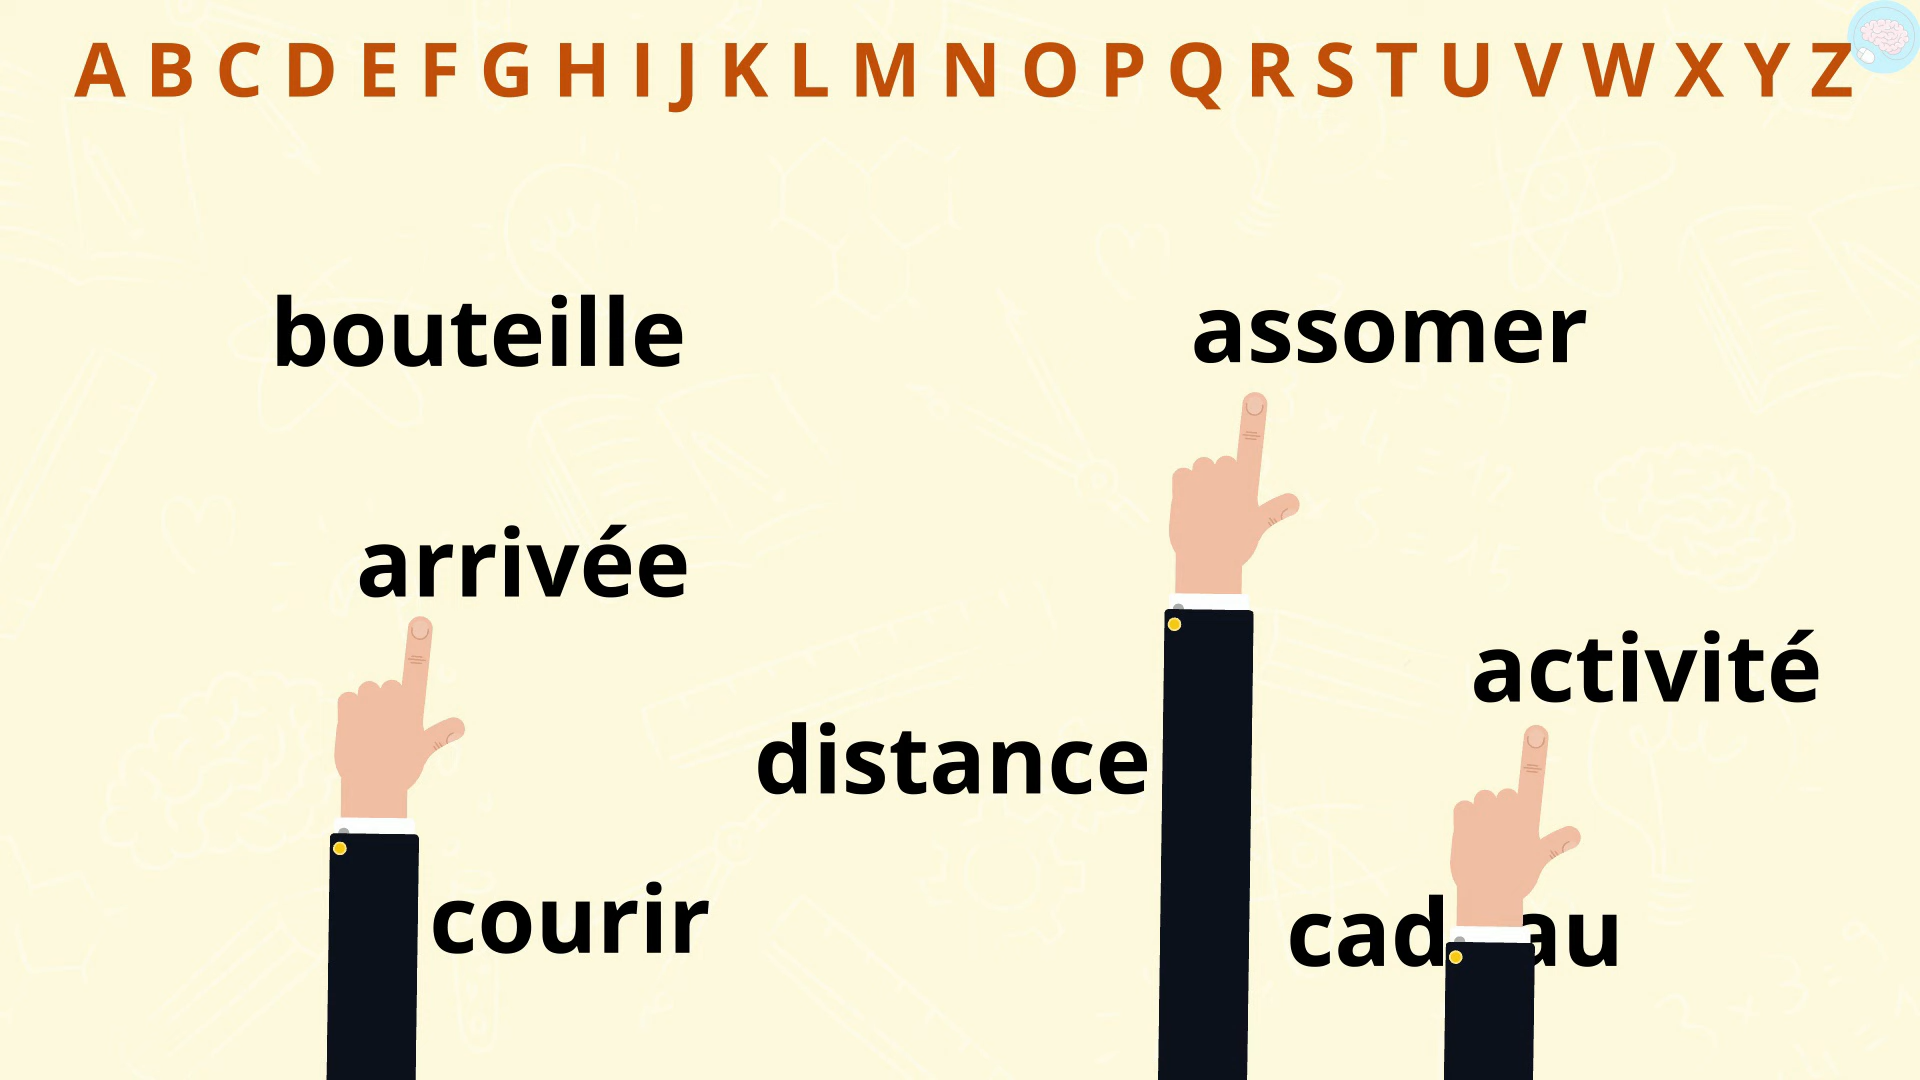 A B C D E F G H I J K L M N O P Q R S T U V W X Y Z
bouteille
assomer
arrivée
activité
distance
courir